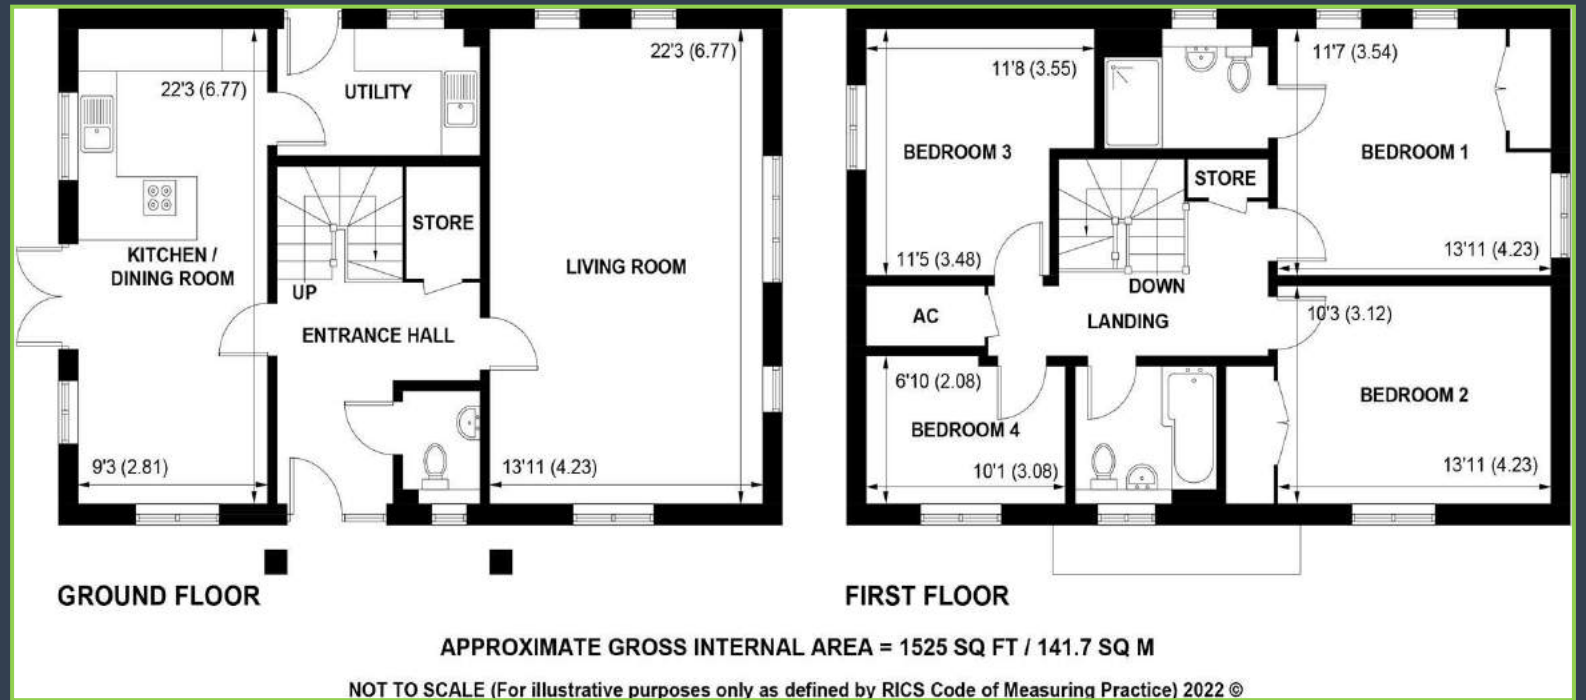 22'3 (6.77)
UTILITY
STORE
KITCHEN /
DINING ROOM
UP
ENTRANCE HALL
9'3 (2.81)
22'3 (6.77)
LIVING ROOM
13'11 (4.23)
GROUND FLOOR
11'8 (3.55)
BEDROOM 3
11'5 (3.48)
11'7 (3.54)
BEDROOM 1
13'11 (4.23)
STORE
DOWN
AC
LANDING
6'10 (2.08)
BEDROOM 4
10'1 (3.08)
10'3 (3.12)
BEDROOM 2
13'11 (4.23)
FIRST FLOOR
APPROXIMATE GROSS INTERNAL AREA = 1525 SQ FT / 141.7 SQ M
NOT TO SCALE (For illustrative purposes only as defined by RICS Code of Measuring Practice) 2022 ©